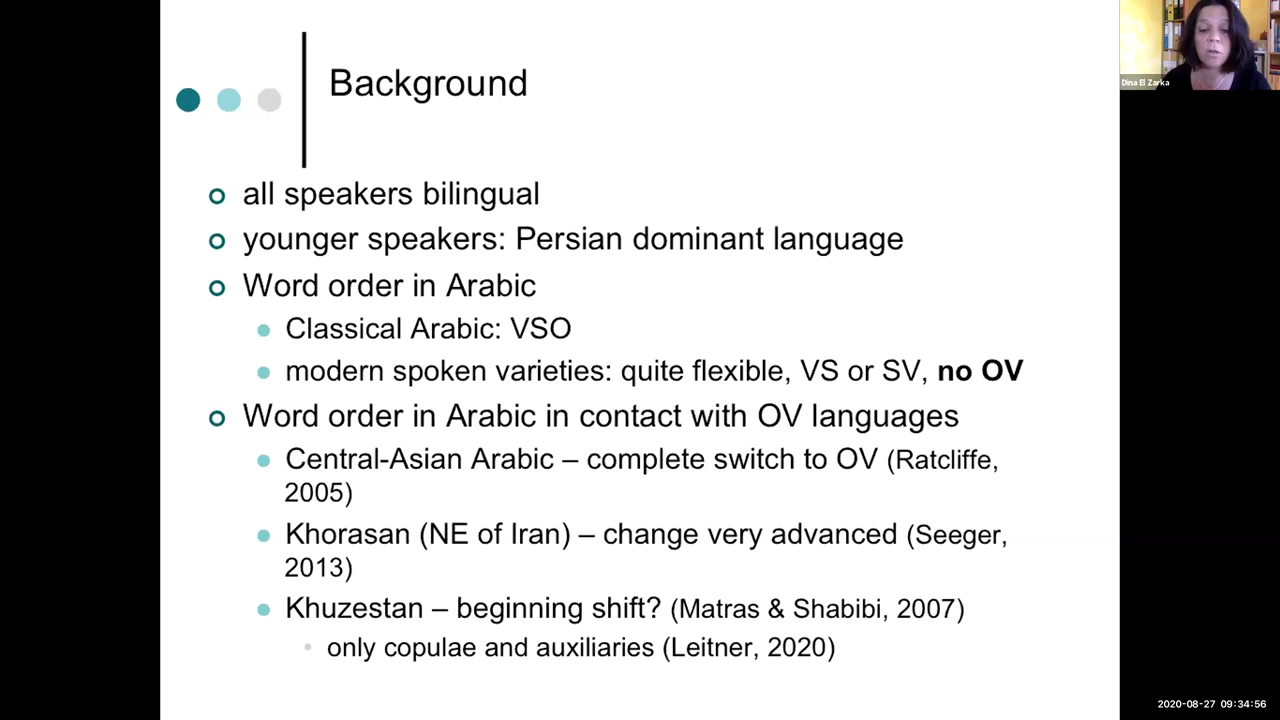 Background
all speakers bilingual
younger speakers: Persian dominant language
Word order in Arabic
Classical Arabic: VSO
modern spoken varieties: quite flexible, VS or SV, no OV
Word order in Arabic in contact with OV languages
Central-Asian Arabic – complete switch to OV (Ratcliffe,
2005)
Khorasan (NE of Iran) – change very advanced (Seeger,
2013)
Khuzestan – beginning shift? (Matras & Shabibi, 2007)
only copulae and auxiliaries (Leitner, 2020)
Dina El Zarka
2020-08-27 09:34:56